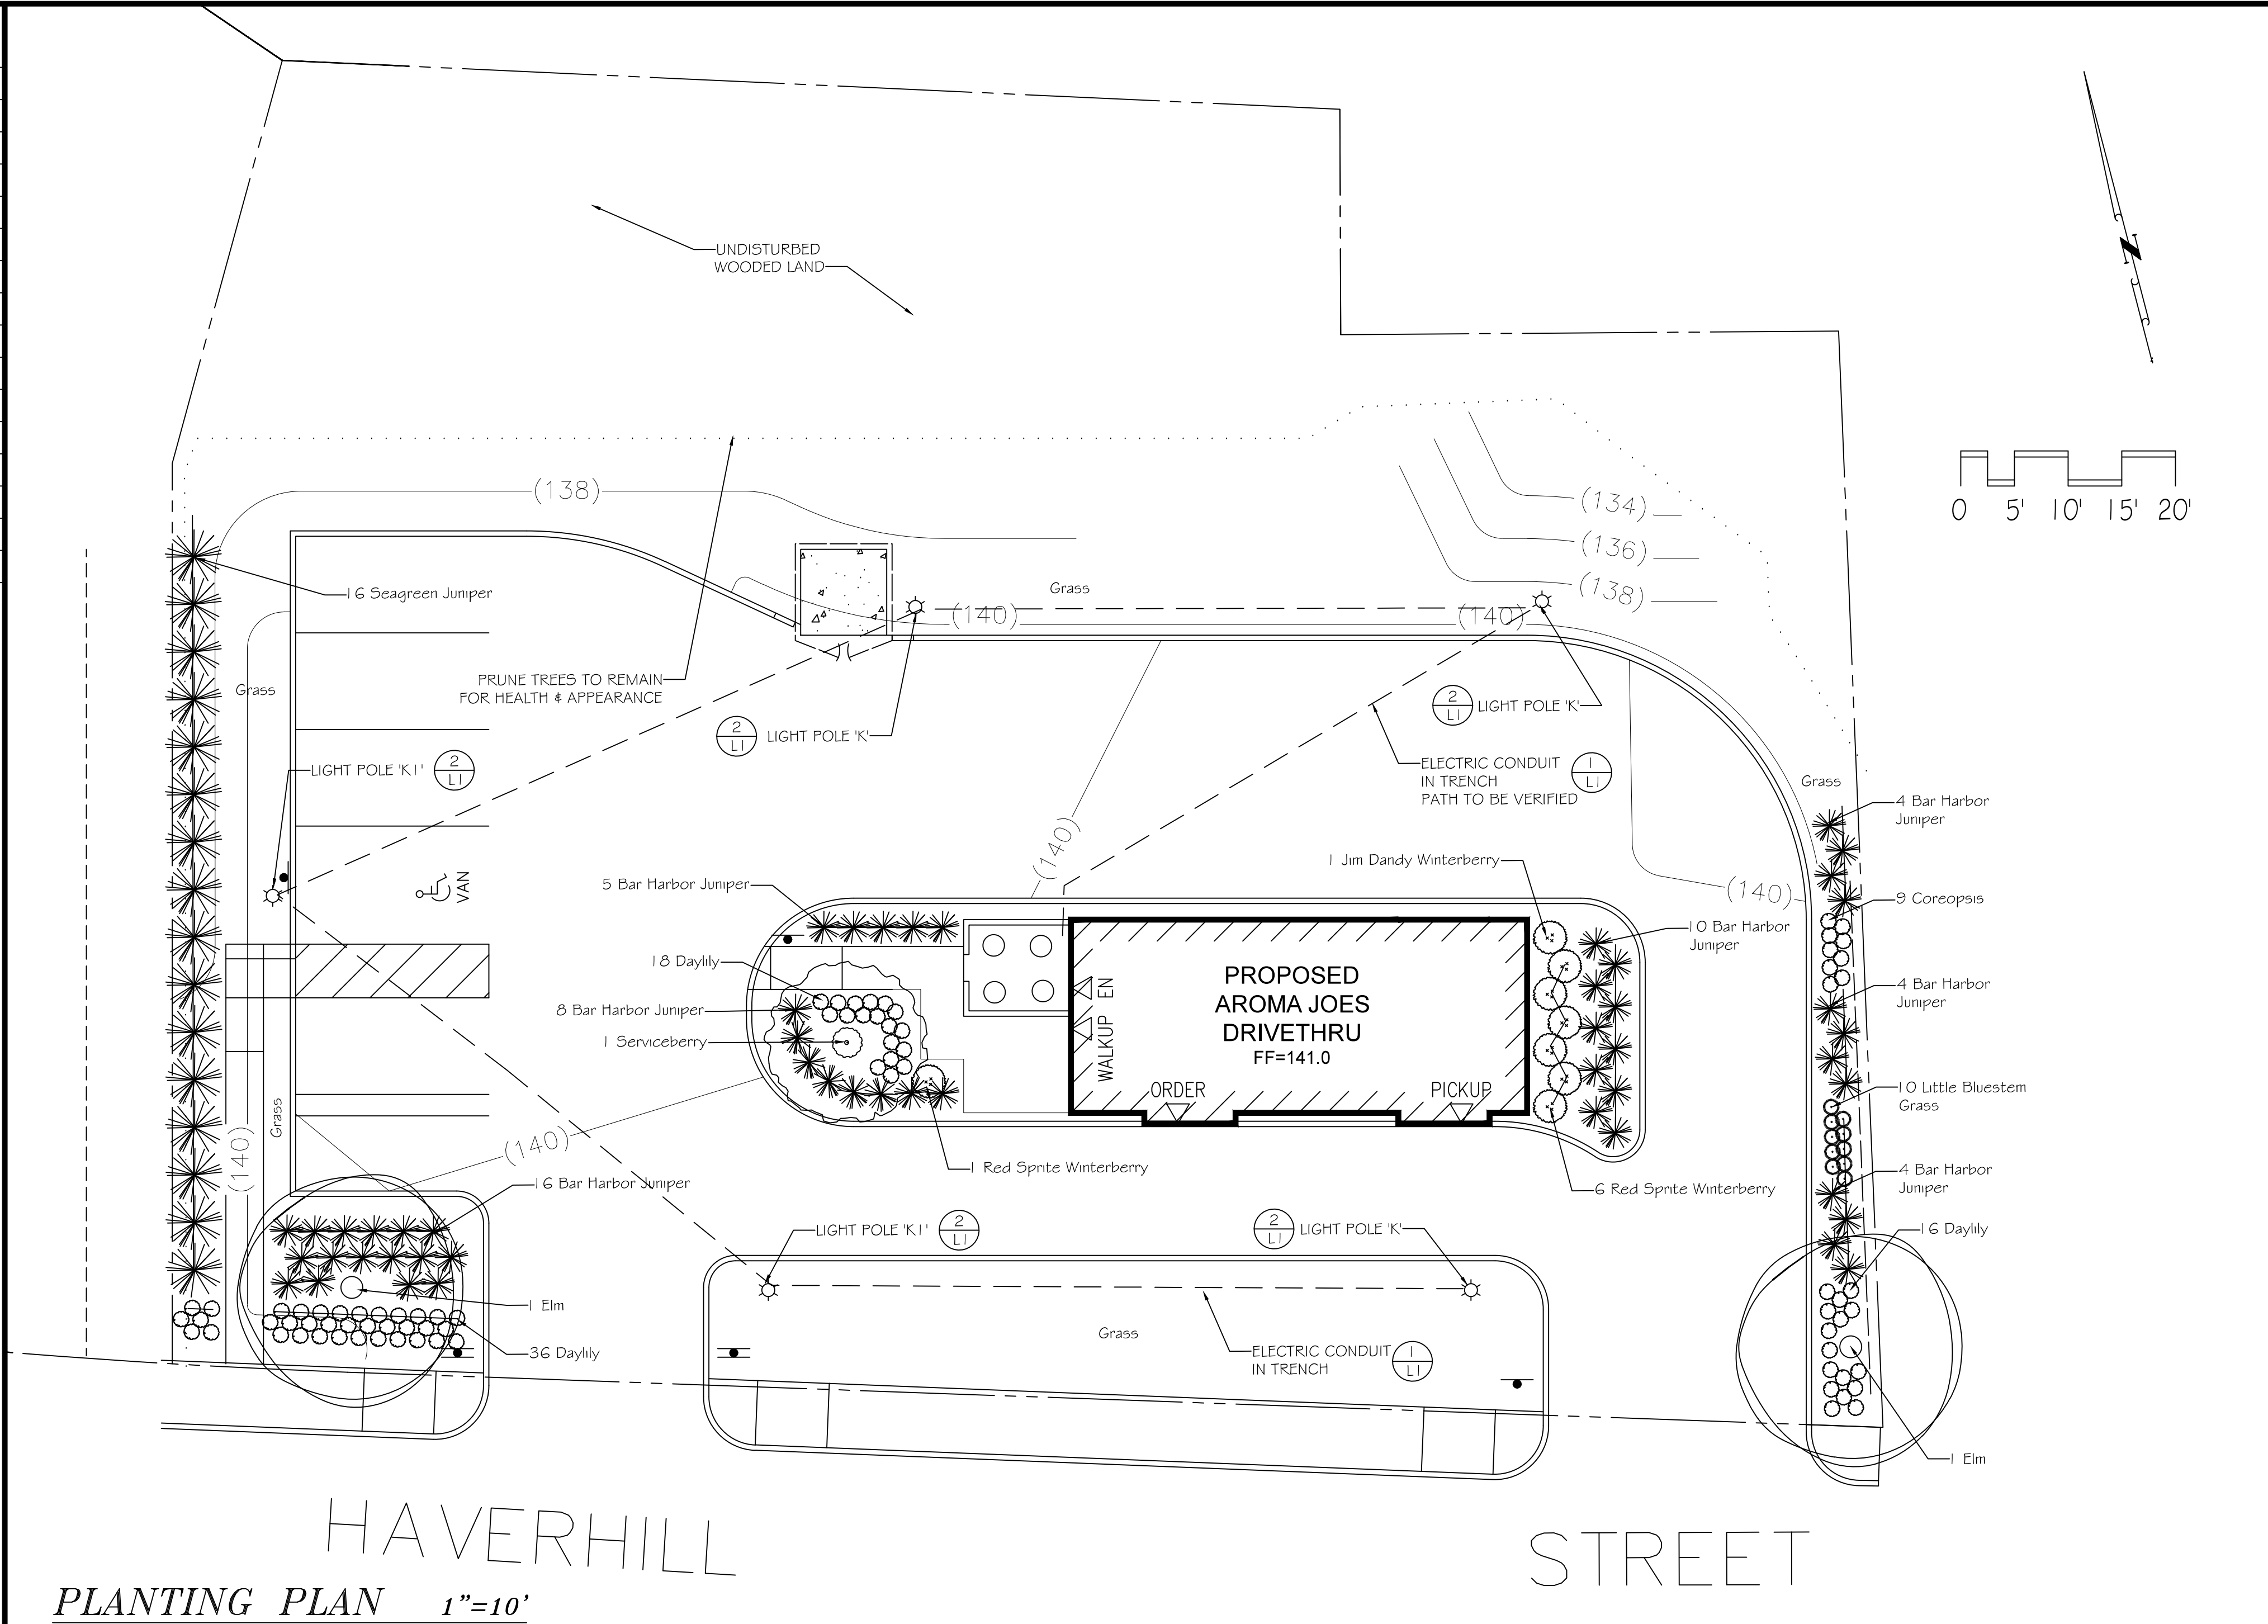 UNDISTURBED
WOODED LAND
N
0 5' 10' 15' 20'
(138)
(134)
(136)
(138)
16 Seagreen Juniper
Grass
(140)
(140)
Grass
PRUNE TREES TO REMAIN
FOR HEALTH & APPEARANCE
2
L1
LIGHT POLE 'K'
2
L1
LIGHT POLE 'K'
LIGHT POLE 'K1'
2
L1
ELECTRIC CONDUIT
IN TRENCH
PATH TO BE VERIFIED
1
L1
Grass
4 Bar Harbor
Juniper
(140)
1 Jim Dandy Winterberry
(140)
9 Coreopsis
VAN
5 Bar Harbor Juniper
10 Bar Harbor
Juniper
18 Daylily
8 Bar Harbor Juniper
1 Serviceberry
WALKUP EN
PROPOSED
AROMA JOES
DRIVETHRU
FF=141.0
ORDER
PICKUP
4 Bar Harbor
Juniper
10 Little Bluestem
Grass
Grass
(140)
(140)
1 Red Sprite Winterberry
6 Red Sprite Winterberry
4 Bar Harbor
Juniper
16 Bar Harbor Juniper
16 Daylily
LIGHT POLE 'K1'
2
L1
2
L1
LIGHT POLE 'K'
1 Elm
36 Daylily
Grass
ELECTRIC CONDUIT
IN TRENCH
1
L1
1 Elm
HAVERHILL STREET
PLANTING PLAN 1"=10'